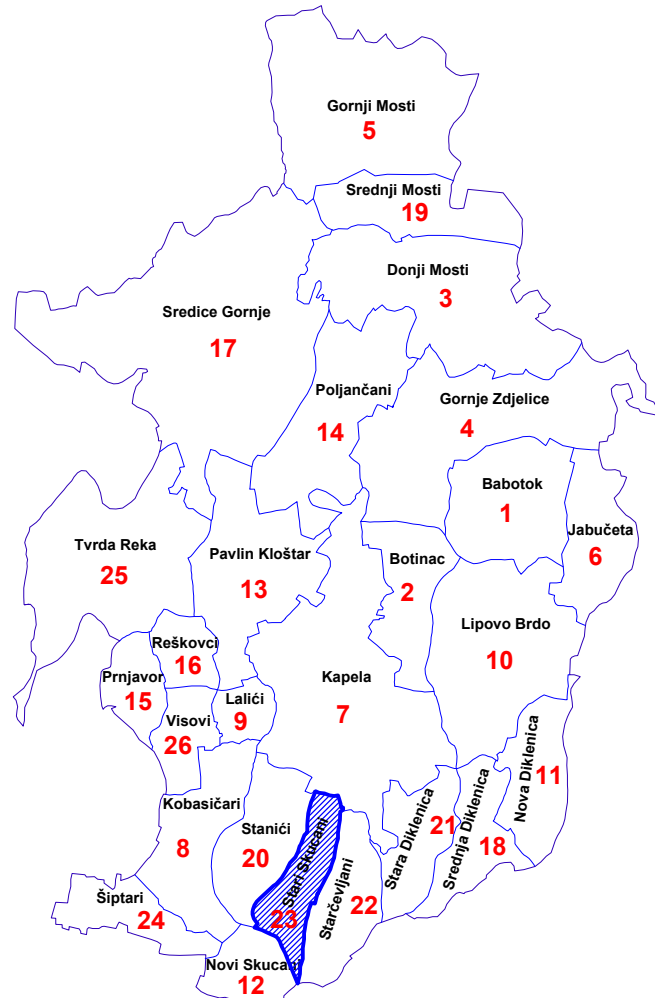 Gornji Mosti
5
Srednji Mosti
19
Donji Mosti
3
Sredice Gornje
17
Poljančani
14
Gornje Zdjelice
4
Babotok
1
Jabučeta
6
Tvrda Reka
25
Pavlin Kloštar
13
Botinac
2
Lipovo Brdo
10
Reškovci
16
Prnjavor
15
Lalići
9
Kapela
7
Visovi
26
Nova Diklenica
11
Kobasičari
8
Stanići
20
Stari Skucani
23
Starčevljani
22
Stara Diklenica
21
Srednja Diklenica
18
Šiptari
24
Novi Skucani
12